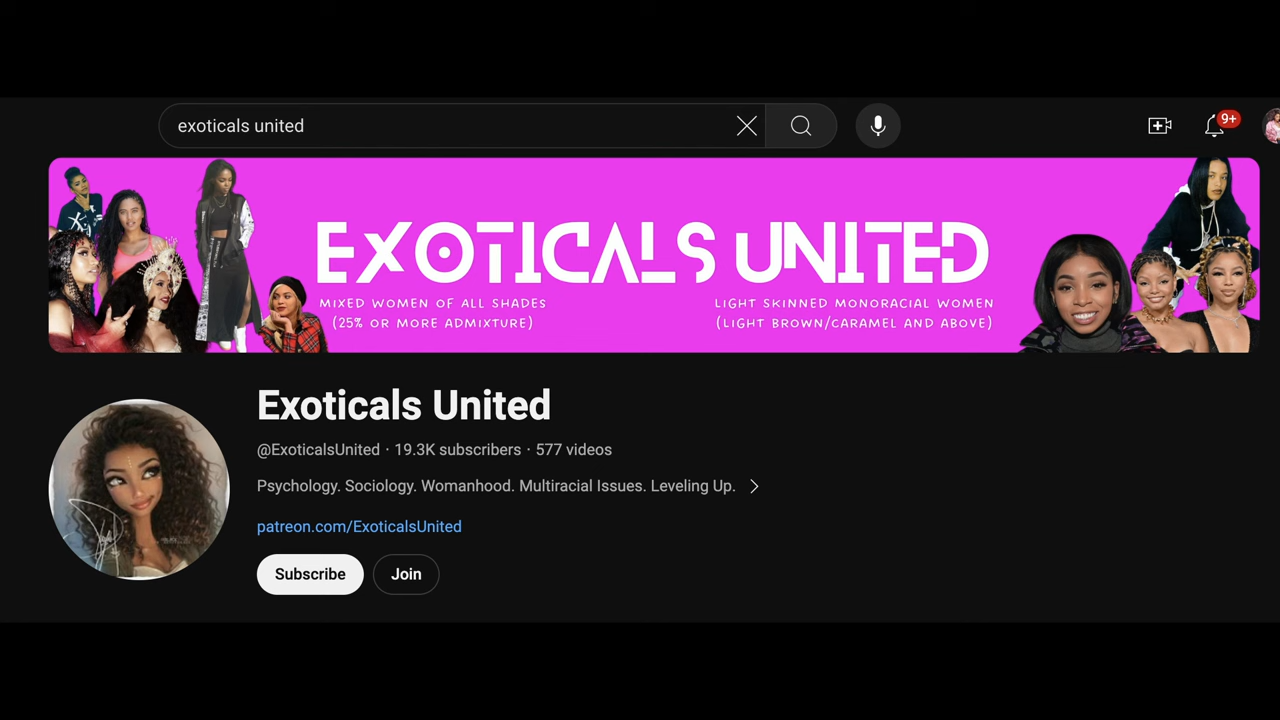 exoticals united
9+
EXOTICALS UNITED
MIXED WOMEN OF ALL SHADES
(25% OR MORE ADMIXTURE)
LIGHT SKINNED MONORACIAL WOMEN
(LIGHT BROWN/CARAMEL AND ABOVE)
Exoticals United
@ExoticalsUnited · 19.3K subscribers · 577 videos
Psychology. Sociology. Womanhood. Multiracial Issues. Leveling Up.
patreon.com/ExoticalsUnited
Subscribe
Join